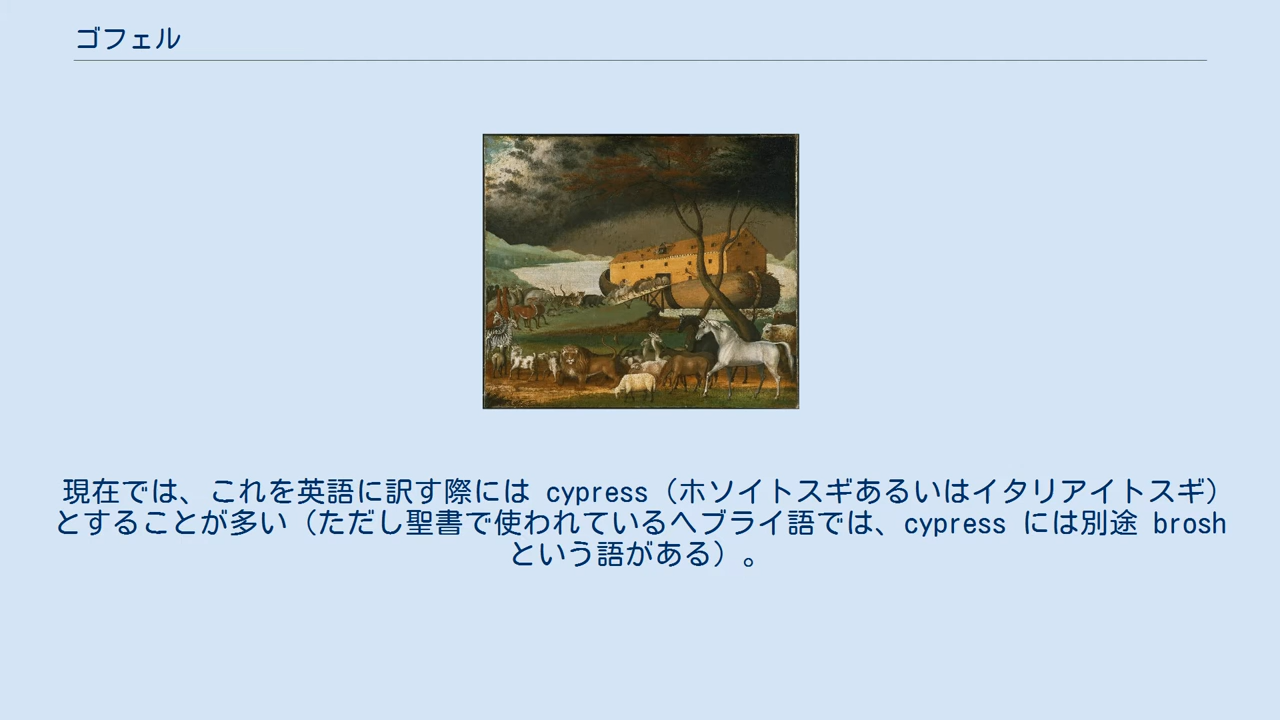 ゴフェル
現在では、これを英語に訳す際には cypress（ホソイトスギあるいはイタリアイトスギ）
とすることが多い（ただし聖書で使われているヘブライ語では、cypress には別途 brosh
という語がある）。